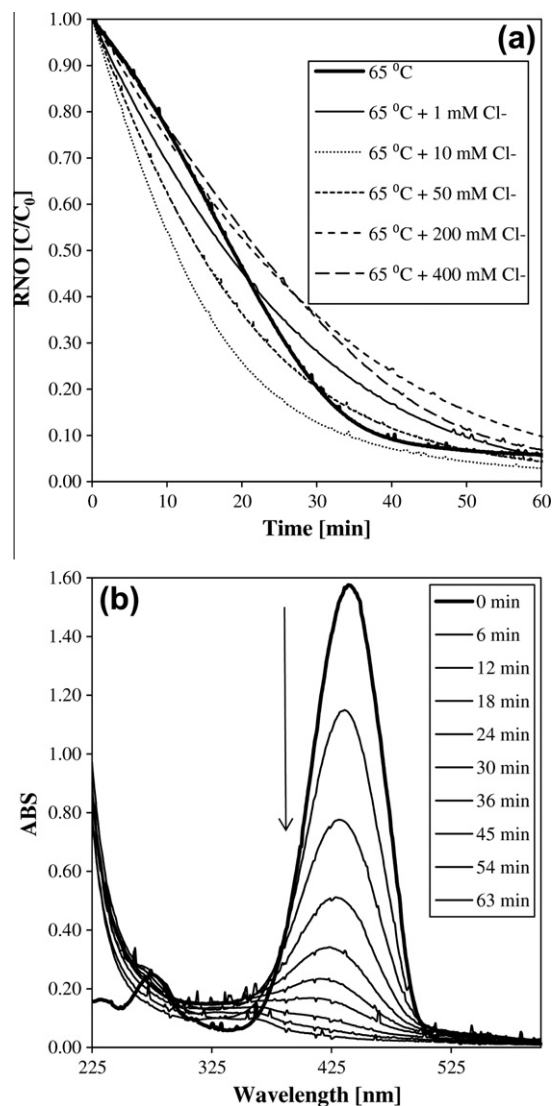 (a)
1.00
0.90
0.80
0.70
0.60
0.50
0.40
0.30
0.20
0.10
0.00
RNO [C/C₀]
65 ⁰C
65 ⁰C + 1 mM Cl-
65 ⁰C + 10 mM Cl-
65 ⁰C + 50 mM Cl-
65 ⁰C + 200 mM Cl-
65 ⁰C + 400 mM Cl-
0 10 20 30 40 50 60
Time [min]
(b)
1.60
1.40
1.20
1.00
0.80
0.60
0.40
0.20
0.00
ABS
0 min
6 min
12 min
18 min
24 min
30 min
36 min
45 min
54 min
63 min
225 325 425 525
Wavelength [nm]